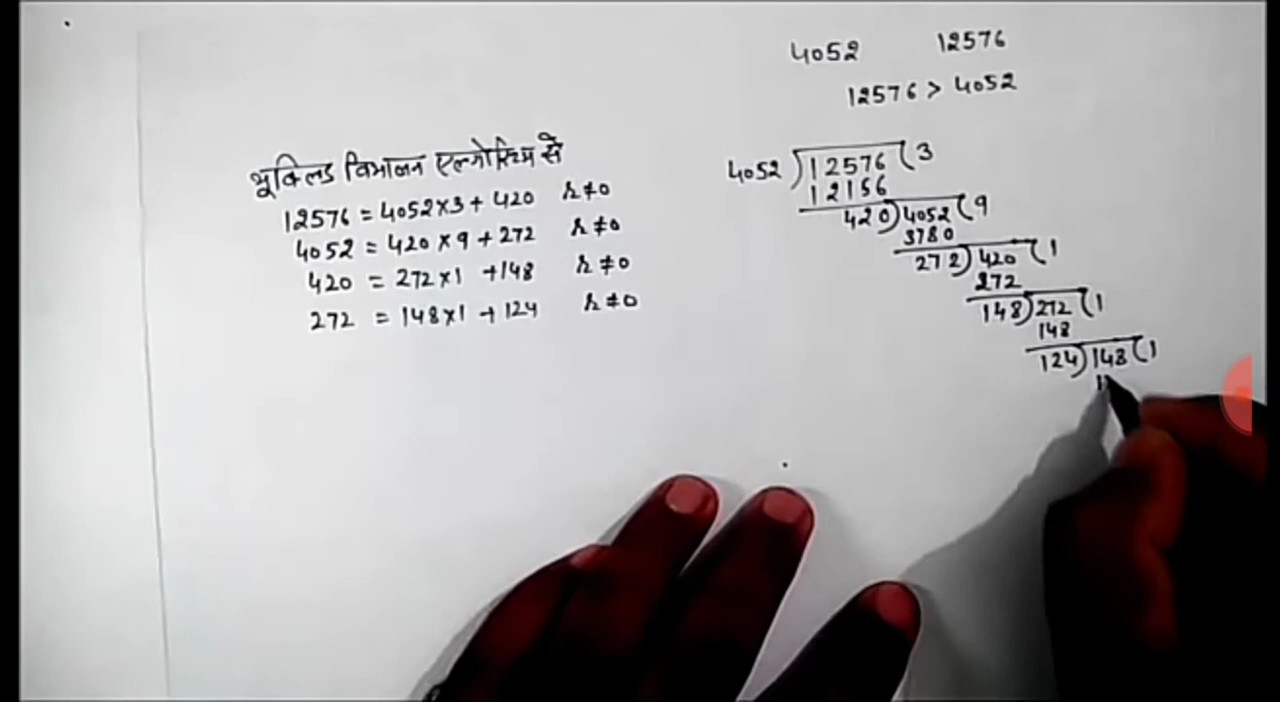 4052 12576
12576 > 4052
भूक्लिड विभाजन एल्गोरिथ्म से
12576 = 4052×3 + 420 r ≠ 0
4052 = 420 × 9 + 272 r ≠ 0
420 = 272×1 + 148 r ≠ 0
272 = 148×1 + 124 r ≠ 0
4052 ) 12576 ( 3
12156
420 ) 4052 ( 9
3780
272 ) 420 ( 1
272
148 ) 272 ( 1
148
124 ) 148 ( 1
1